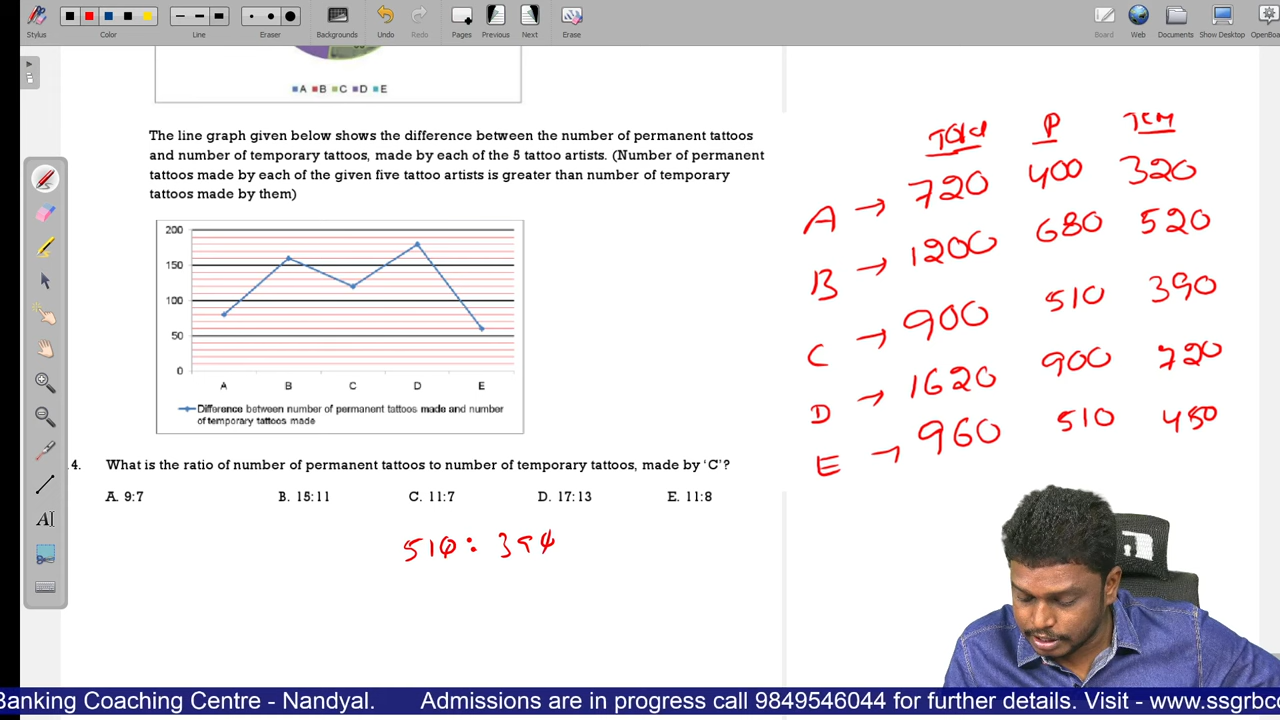 Stylus
Color
Line
Eraser
Backgrounds
Undo
Redo
Pages
Previous
Next
Erase
Board
Web
Documents
Show Desktop
OpenBoa
A B C D E
The line graph given below shows the difference between the number of permanent tattoos
and number of temporary tattoos, made by each of the 5 tattoo artists. (Number of permanent
tattoos made by each of the given five tattoo artists is greater than number of temporary
tattoos made by them)
200
150
100
50
0
A B C D E
Difference between number of permanent tattoos made and number
of temporary tattoos made
4. What is the ratio of number of permanent tattoos to number of temporary tattoos, made by ‘C’?
A. 9:7 B. 15:11 C. 11:7 D. 17:13 E. 11:8
510 : 390
Total P Tem
A → 720 400 320
B → 1200 680 520
C → 900 510 390
D → 1620 900 720
E → 960 510 450
Banking Coaching Centre - Nandyal. Admissions are in progress call 9849546044 for further details. Visit - www.ssgrbc